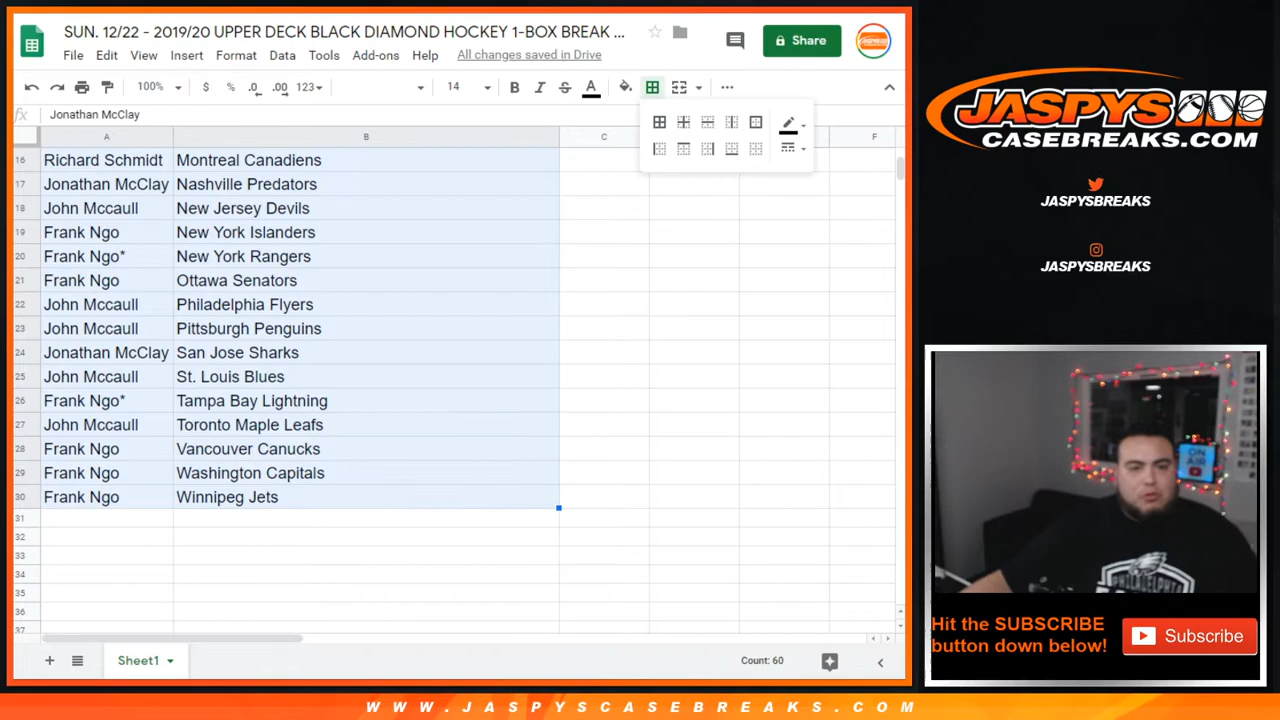 SUN. 12/22 - 2019/20 UPPER DECK BLACK DIAMOND HOCKEY 1-BOX BREAK ...
File Edit View Insert Format Data Tools Add-ons Help All changes saved in Drive
Share
100% $ % .0 .00 123 14 B I S A
fx Jonathan McClay
A B C F
16 Richard Schmidt Montreal Canadiens
17 Jonathan McClay Nashville Predators
18 John Mccaull New Jersey Devils
19 Frank Ngo New York Islanders
20 Frank Ngo* New York Rangers
21 Frank Ngo Ottawa Senators
22 John Mccaull Philadelphia Flyers
23 John Mccaull Pittsburgh Penguins
24 Jonathan McClay San Jose Sharks
25 John Mccaull St. Louis Blues
26 Frank Ngo* Tampa Bay Lightning
27 John Mccaull Toronto Maple Leafs
28 Frank Ngo Vancouver Canucks
29 Frank Ngo Washington Capitals
30 Frank Ngo Winnipeg Jets
31
32
33
34
35
36
37
Sheet1 Count: 60
JASPYS
CASEBREAKS.COM
JASPYSBREAKS
JASPYSBREAKS
ON AIR
PHILADELPHIA
Hit the SUBSCRIBE
button down below!
Subscribe
WWW.JASPYSCASEBREAKS.COM